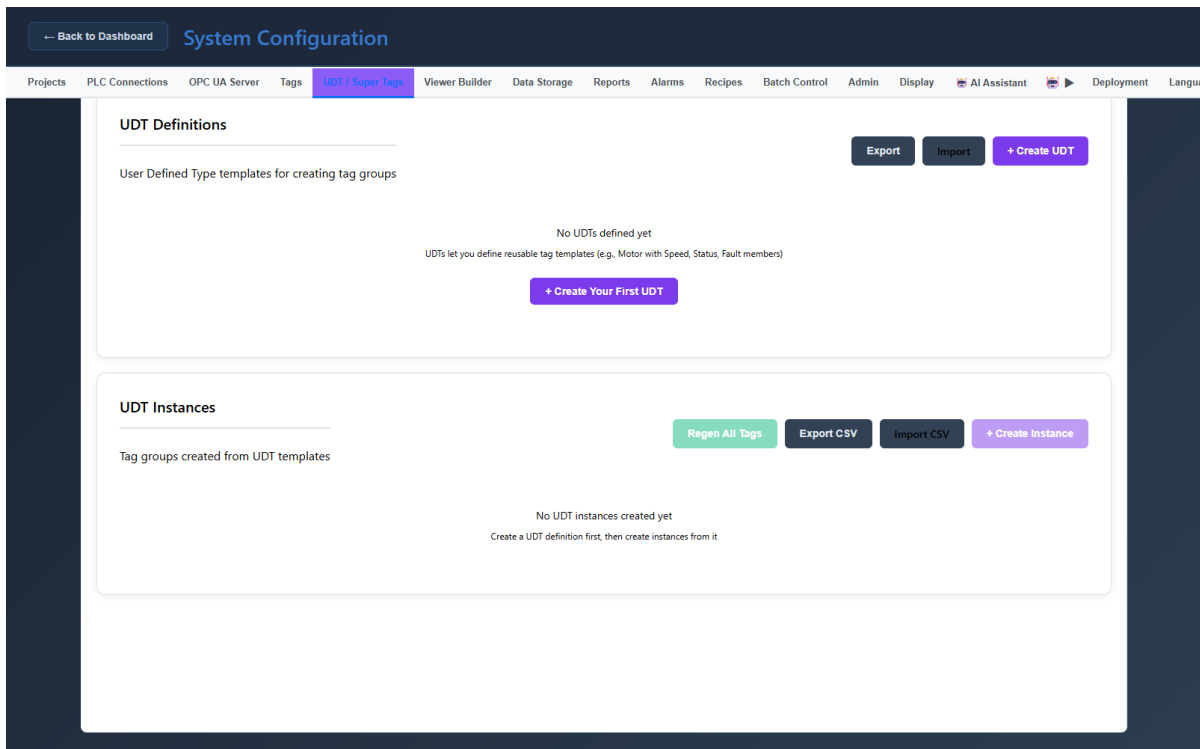 ← Back to Dashboard
System Configuration
Projects PLC Connections OPC UA Server Tags UDT / Super Tags Viewer Builder Data Storage Reports Alarms Recipes Batch Control Admin Display AI Assistant ▶ Deployment Langua
UDT Definitions
Export Import + Create UDT
User Defined Type templates for creating tag groups
No UDTs defined yet
UDTs let you define reusable tag templates (e.g., Motor with Speed, Status, Fault members)
+ Create Your First UDT
UDT Instances
Regen All Tags Export CSV Import CSV + Create Instance
Tag groups created from UDT templates
No UDT instances created yet
Create a UDT definition first, then create instances from it